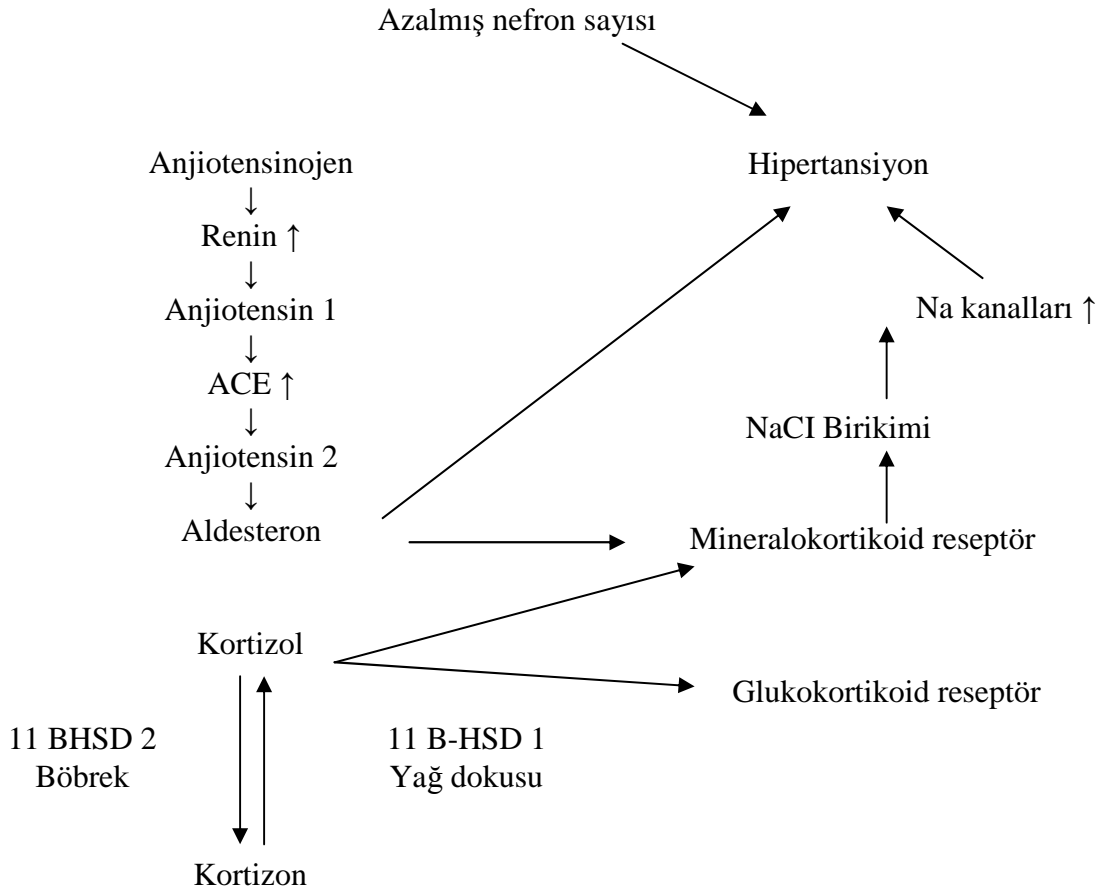 Azalmış nefron sayısı
Anjiotensinojen
Hipertansiyon
↓
Renin ↑
↓
Anjiotensin 1
Na kanalları ↑
↓
ACE ↑
↓
NaCI Birikimi
Anjiotensin 2
↓
Aldesteron
Mineralokortikoid reseptör
Kortizol
Glukokortikoid reseptör
11 BHSD 2
Böbrek
11 B-HSD 1
Yağ dokusu
Kortizon